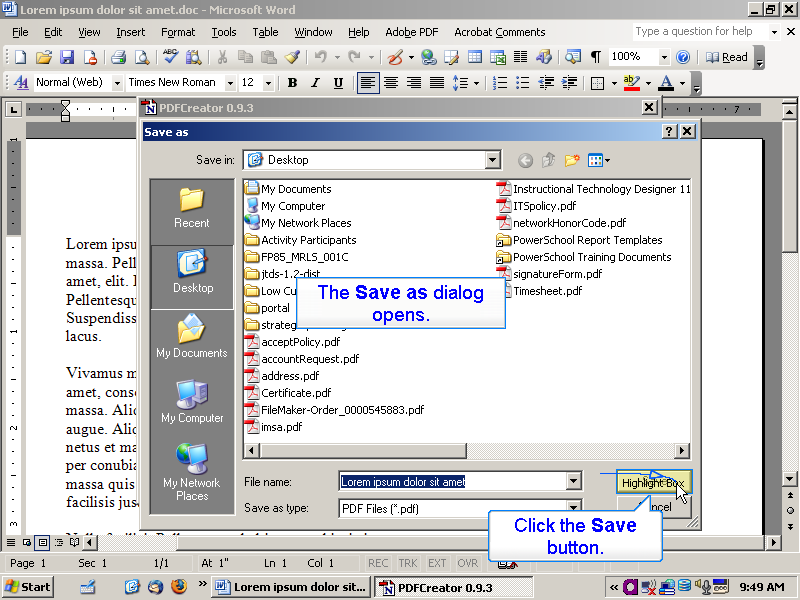 Lorem ipsum dolor sit amet.doc - Microsoft Word
File Edit View Insert Format Tools Table Window Help Adobe PDF Acrobat Comments
Type a question for help
100% Read
Normal (Web) Times New Roman 12 B I U
7
PDFCreator 0.9.3
Save as
Save in: Desktop
Recent
Desktop
My Documents
My Computer
My Network
Places
My Documents
My Computer
My Network Places
Activity Participants
FP85_MRLS_001C
jtds-1.2-dist
Low Cu
portal
strateg
acceptPolicy.pdf
accountRequest.pdf
address.pdf
Certificate.pdf
FileMaker-Order_0000545883.pdf
imsa.pdf
Instructional Technology Designer 11
ITSpolicy.pdf
networkHonorCode.pdf
PowerSchool Report Templates
PowerSchool Training Documents
signatureForm.pdf
Timesheet.pdf
The Save as dialog
opens.
File name: Lorem ipsum dolor sit amet
Highlight Box
Save as type: PDF Files (*.pdf)
Click the Save
button.
Lorem ipsu
massa. Pell
amet, elit. I
Pellentesqu
Suspendiss
lacus.
Vivamus m
amet, conse
massa. Aliq
augue. Aliq
netus et ma
per conubia
massa quis
facilisis jus
Page 1 Sec 1 1/1 At 1" Ln 1 Col 1 REC TRK EXT OVR
Start Lorem ipsum dolor sit... PDFCreator 0.9.3 9:49 AM